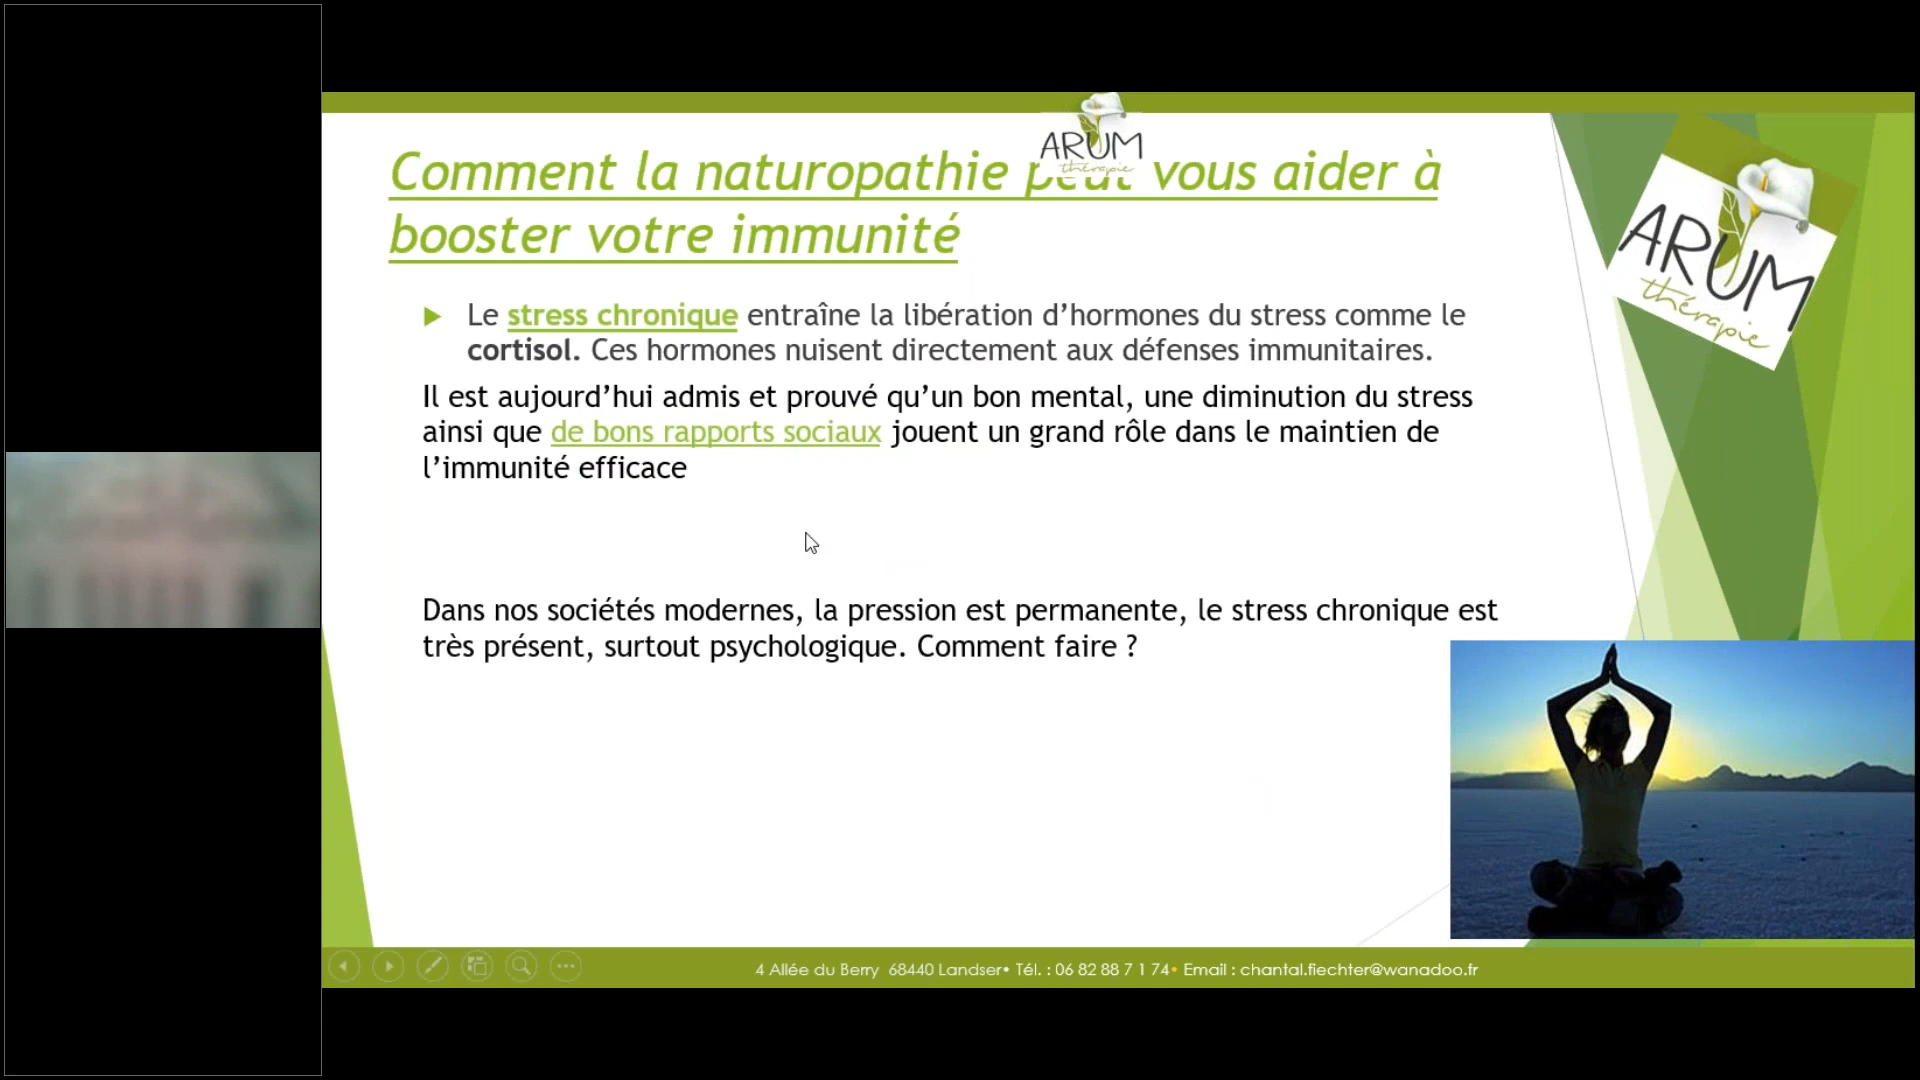 ARUM
thérapie
Comment la naturopathie peut vous aider à
booster votre immunité
ARUM
thérapie
Le stress chronique entraîne la libération d’hormones du stress comme le
cortisol. Ces hormones nuisent directement aux défenses immunitaires.
Il est aujourd’hui admis et prouvé qu’un bon mental, une diminution du stress
ainsi que de bons rapports sociaux jouent un grand rôle dans le maintien de
l’immunité efficace
Dans nos sociétés modernes, la pression est permanente, le stress chronique est
très présent, surtout psychologique. Comment faire ?
4 Allée du Berry 68440 Landser• Tél. : 06 82 88 7 1 74• Email : chantal.fiechter@wanadoo.fr